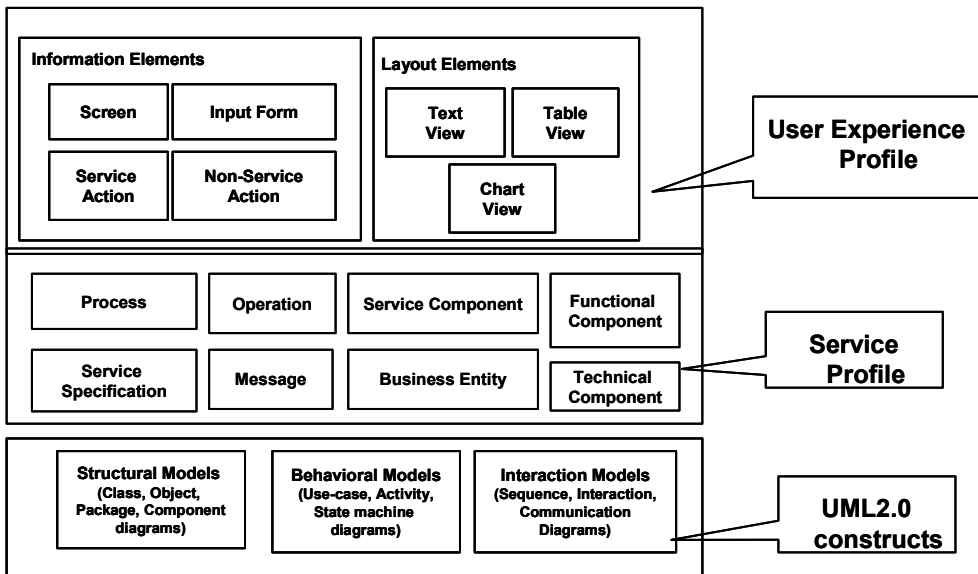 Information Elements
Screen
Input Form
Service
Action
Non-Service
Action
Layout Elements
Text
View
Table
View
Chart
View
User Experience
Profile
Process
Operation
Service Component
Functional
Component
Service
Specification
Message
Business Entity
Technical
Component
Service
Profile
Structural Models
(Class, Object,
Package, Component
diagrams)
Behavioral Models
(Use-case, Activity,
State machine
diagrams)
Interaction Models
(Sequence, Interaction,
Communication
Diagrams)
UML2.0
constructs